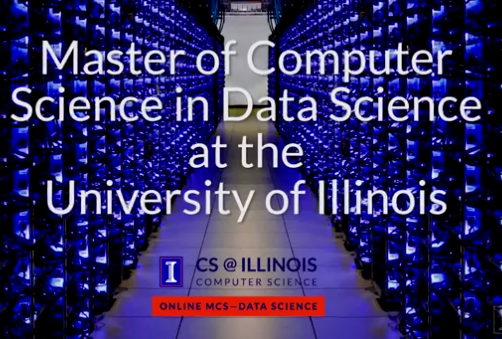 Master of Computer
Science in Data Science
at the
University of Illinois
I
CS @ ILLINOIS
COMPUTER SCIENCE
ONLINE MCS—DATA SCIENCE